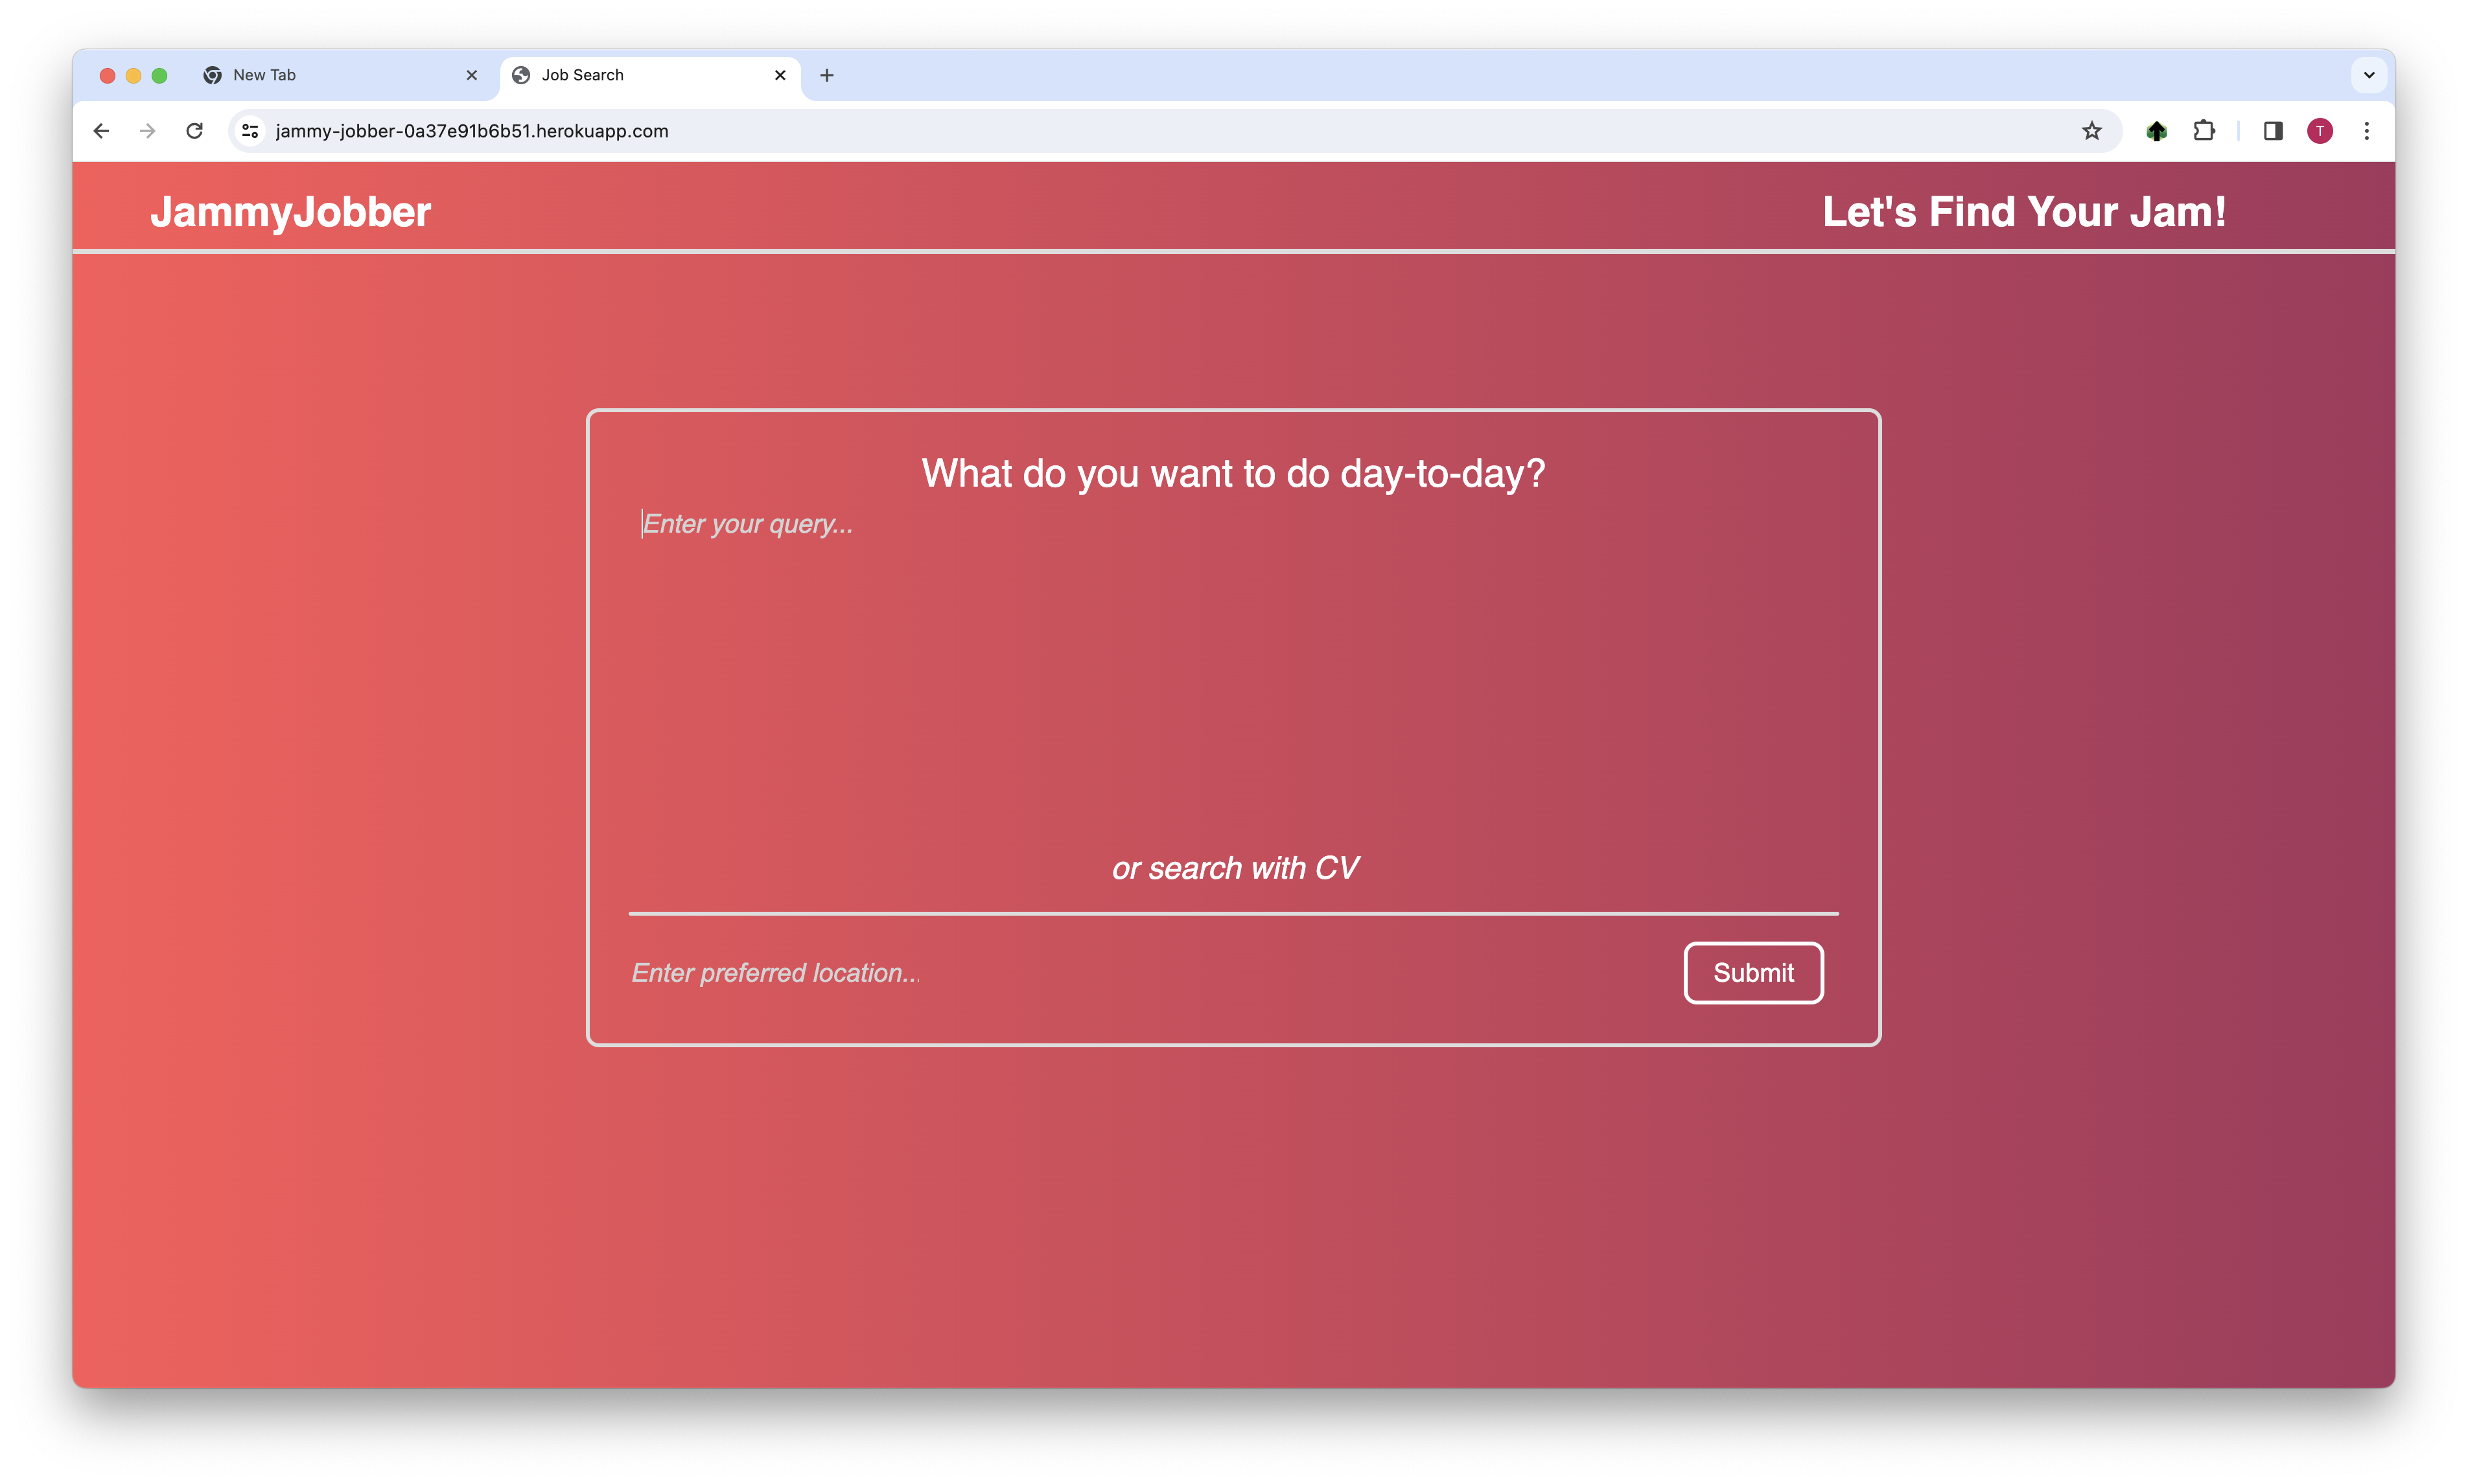 New Tab
Job Search
jammy-jobber-0a37e91b6b51.herokuapp.com
T
JammyJobber
Let's Find Your Jam!
What do you want to do day-to-day?
Enter your query...
or search with CV
Enter preferred location...
Submit